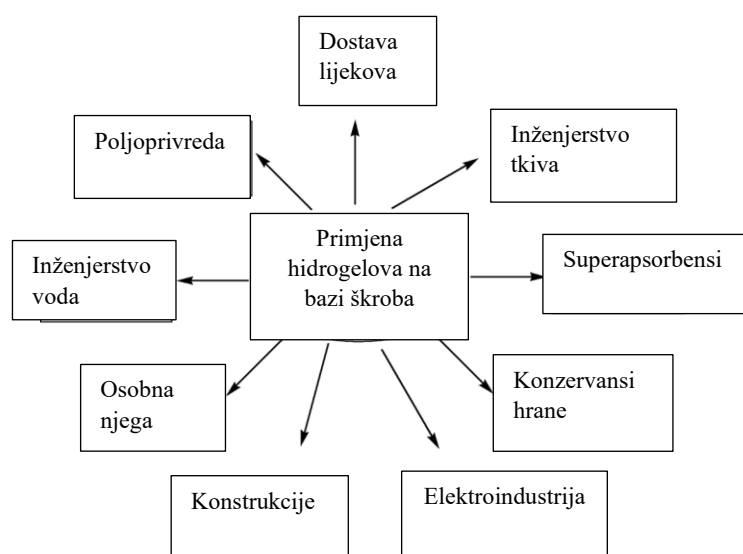 Dostava
lijekova
Poljoprivreda
Inženjerstvo
tkiva
Primjena
hidrogelova na
bazi škroba
Inženjerstvo
voda
Superapsorbensi
Osobna
njega
Konzervansi
hrane
Konstrukcije
Elektroindustrija